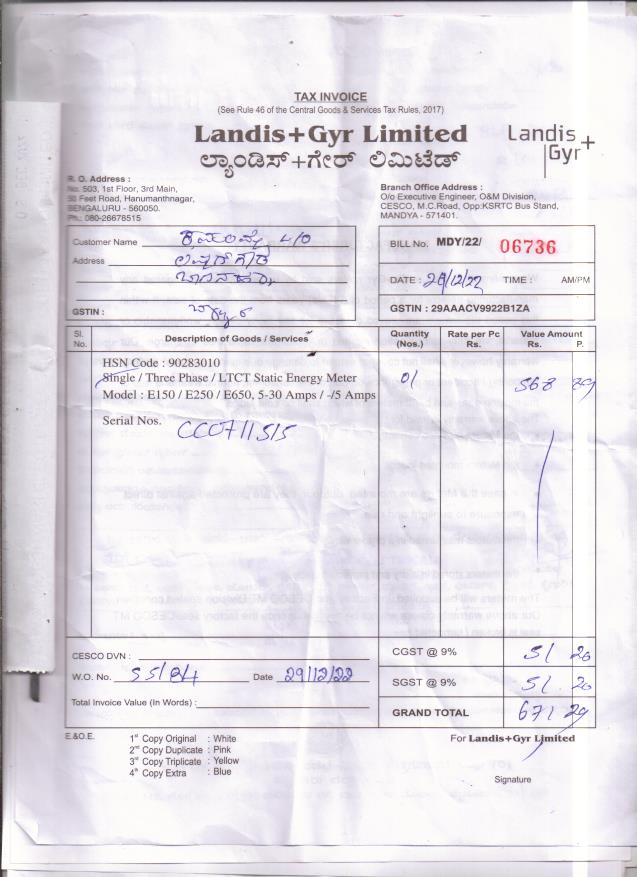 TAX INVOICE
(See Rule 46 of the Central Goods & Services Tax Rules, 2017)
Landis+Gyr Limited
ಲ್ಯಾಂಡಿಸ್+ಗೇರ್ ಲಿಮಿಟೆಡ್
Landis+
Gyr
R. O. Address :
No. 503, 1st Floor, 3rd Main,
50 Feet Road, Hanumanthnagar,
BENGALURU - 560050.
Ph.: 080-26678515
Branch Office Address :
O/o Executive Engineer, O&M Division,
CESCO, M.C.Road, Opp:KSRTC Bus Stand,
MANDYA - 571401.
Customer Name
Address
GSTIN :
BILL No. MDY/22/ 06736
DATE : 29/12/22 TIME : AM/PM
GSTIN : 29AAACV9922B1ZA
Sl. No. Description of Goods / Services Quantity (Nos.) Rate per Pc Rs. Value Amount Rs. P.
HSN Code : 90283010
Single / Three Phase / LTCT Static Energy Meter 01 568 89
Model : E150 / E250 / E650, 5-30 Amps / -/5 Amps
Serial Nos. CCC711515
CESCO DVN :
W.O. No. Date 29/12/22
Total Invoice Value (In Words) :
CGST @ 9% 51 20
SGST @ 9% 51 20
GRAND TOTAL 671 29
E.&O.E.
1st Copy Original : White
2nd Copy Duplicate : Pink
3rd Copy Triplicate : Yellow
4th Copy Extra : Blue
For Landis+Gyr Limited
Signature